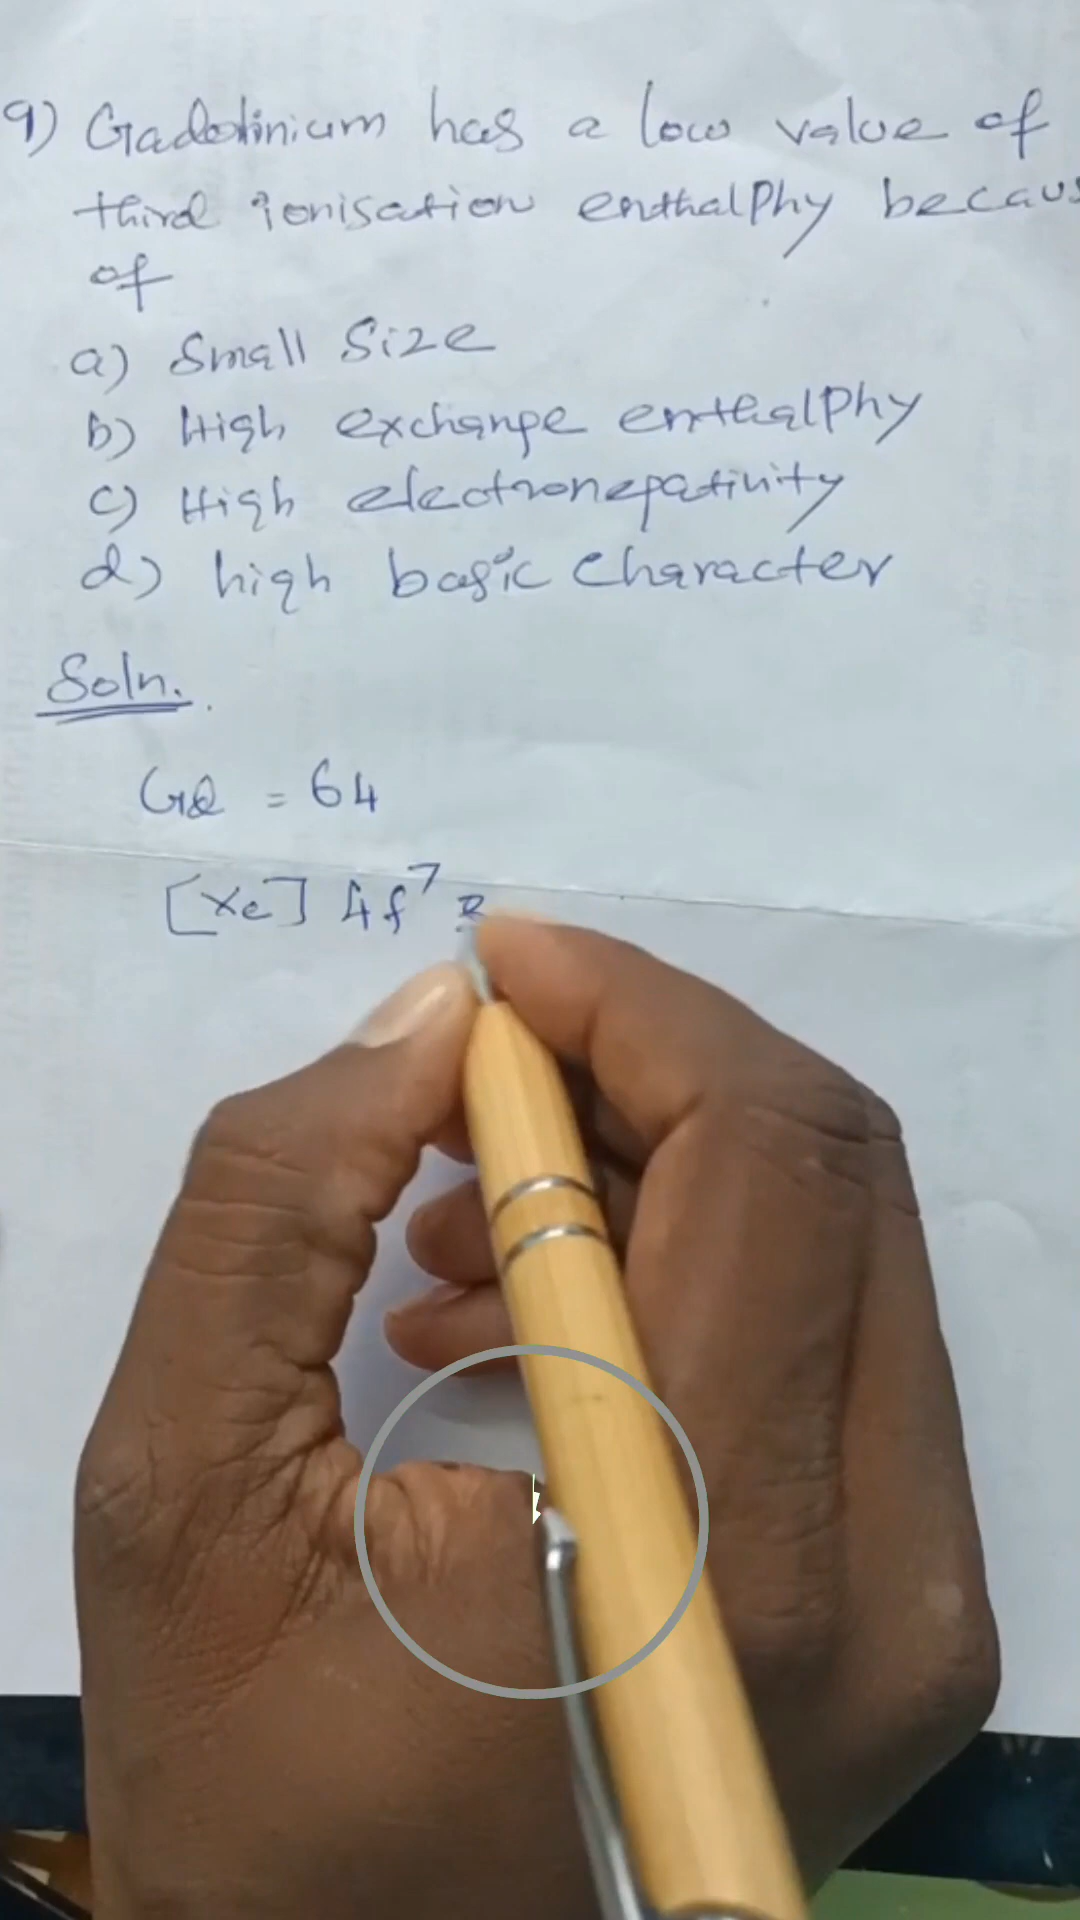 9) Gadolinium has a low value of
third ionisation enthalphy becaus
of
a) Small Size
b) High exchange enthalphy
c) High electronegativity
d) high basic character
Soln.
Gd = 64
[Xe] 4f⁷